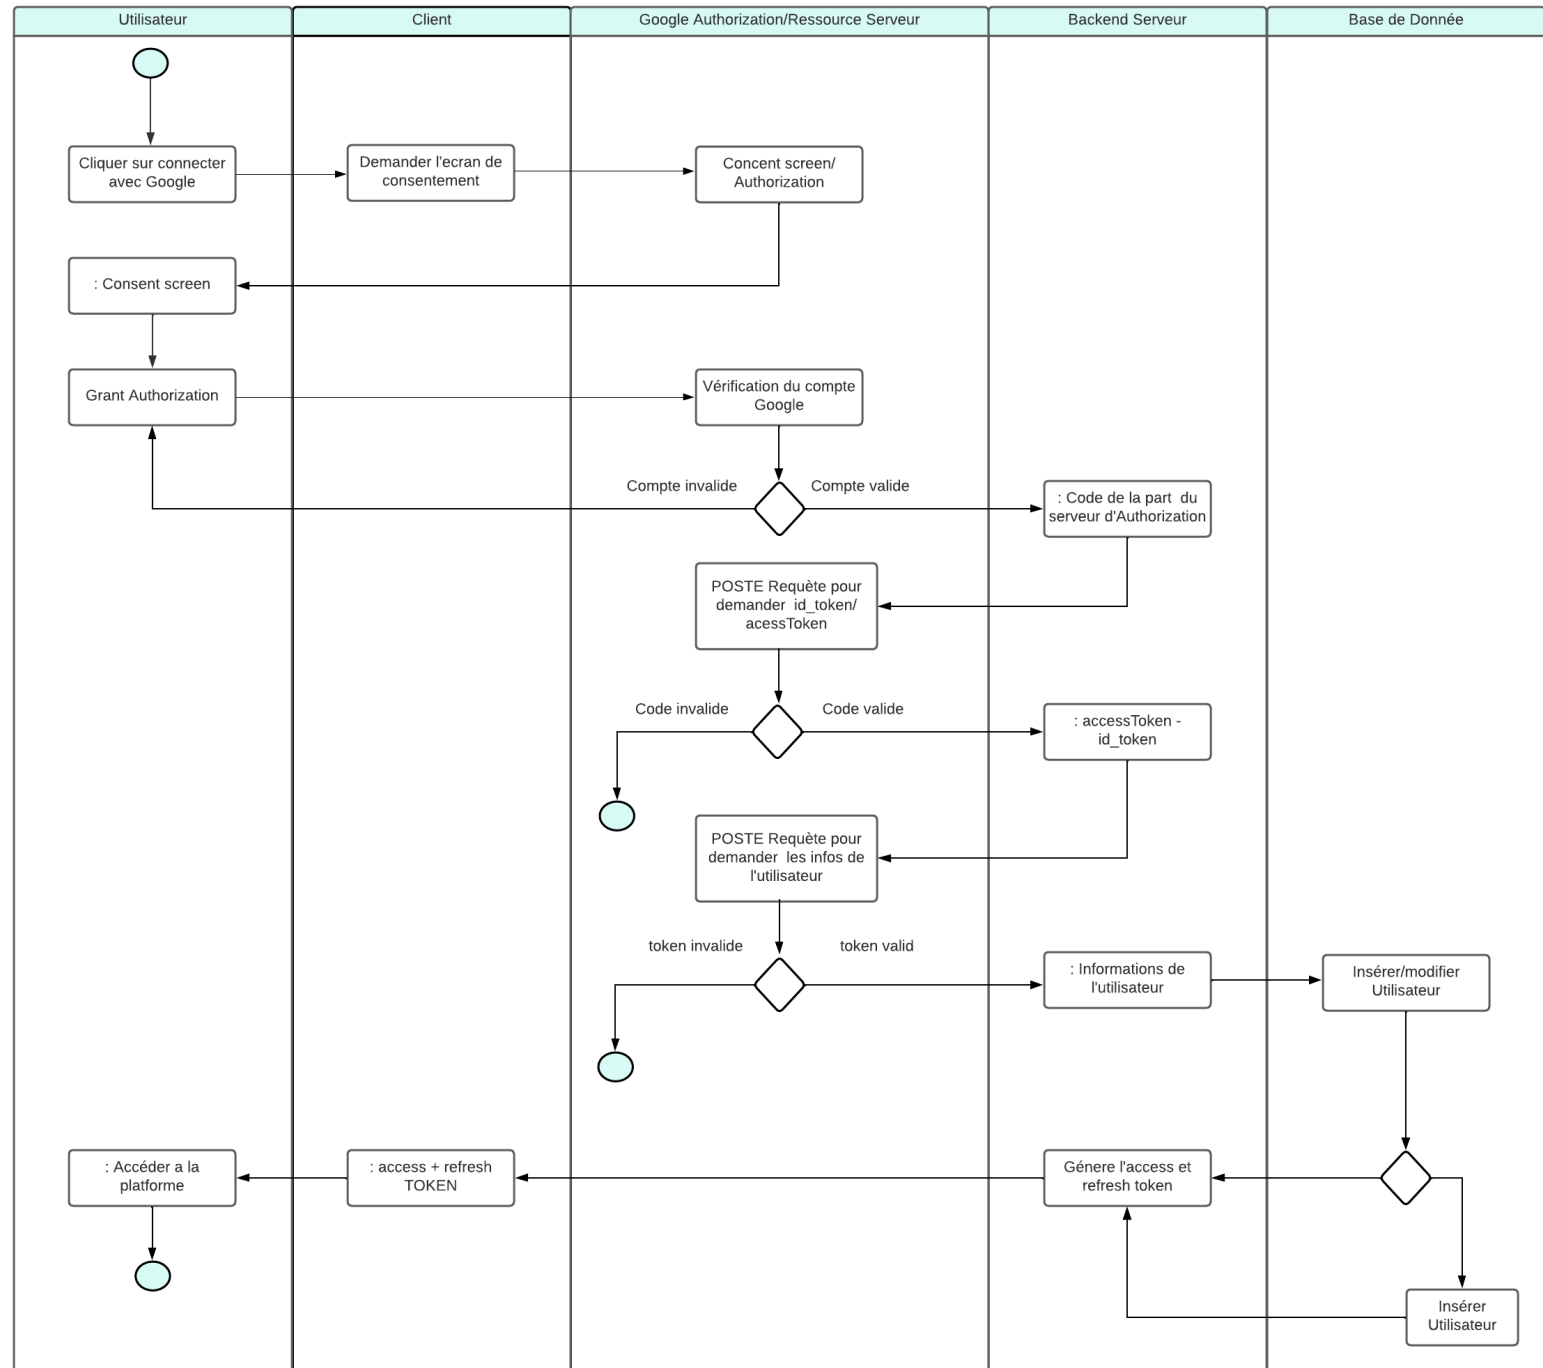 Utilisateur
Client
Google Authorization/Ressource Serveur
Backend Serveur
Base de Donnée
Cliquer sur connecter
avec Google
Demander l'ecran de
consentement
Concent screen/
Authorization
: Consent screen
Grant Authorization
Vérification du compte
Google
Compte invalide
Compte valide
: Code de la part  du
serveur d'Authorization
POSTE Requète pour
demander  id_token/
acessToken
Code invalide
Code valide
: accessToken -
id_token
POSTE Requète pour
demander  les infos de
l'utilisateur
token invalide
token valid
: Informations de
l'utilisateur
Insérer/modifier
Utilisateur
: Accéder a la
platforme
: access + refresh
TOKEN
Génere l'access et
refresh token
Insérer
Utilisateur